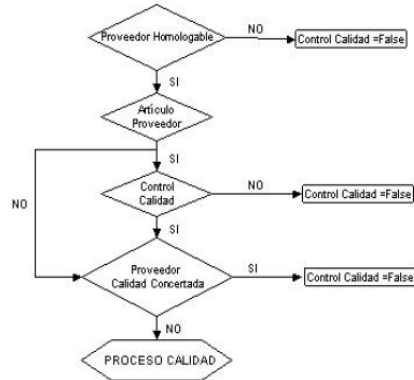 Proveedor Homologable
NO
Control Calidad =False
SI
Artículo
Proveedor
SI
NO
Control
Calidad
NO
Control Calidad =False
SI
Proveedor
Calidad Concertada
SI
Control Calidad =False
NO
PROCESO CALIDAD